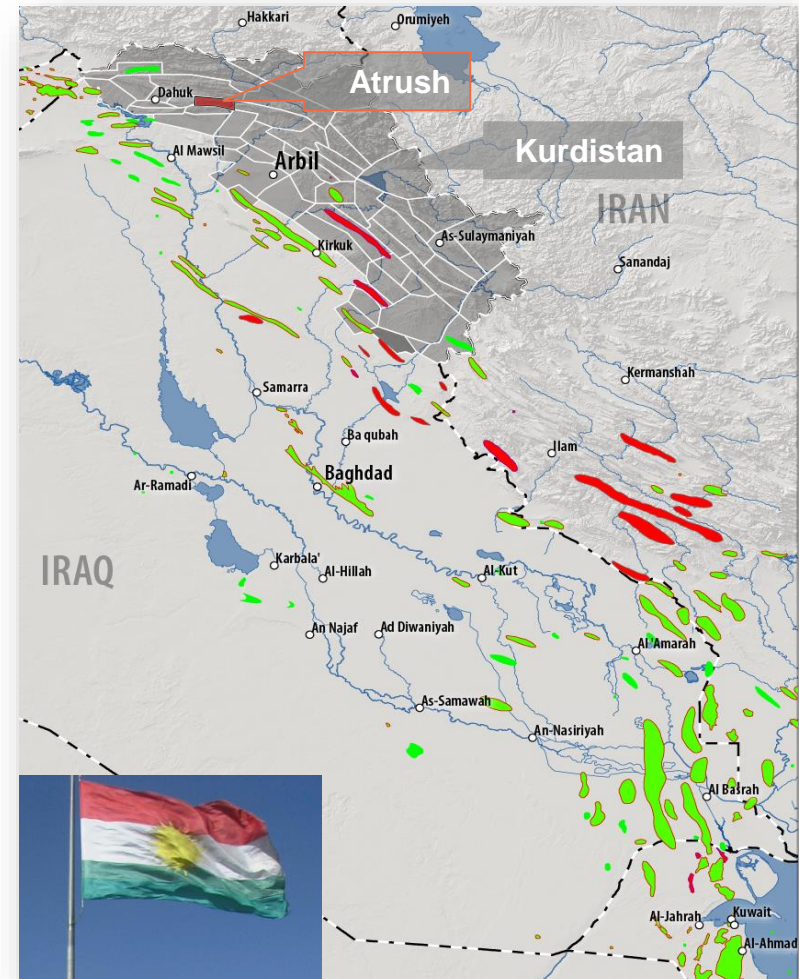 Hakkari
Orumiyeh
Atrush
Dahuk
Al Mawsil
Arbil
Kurdistan
IRAN
As-Sulaymaniyah
Kirkuk
Sanandaj
Kermanshah
Samarra
Ba qubah
Ilam
Baghdad
Ar-Ramadi
IRAQ
Karbala'
Al-Hillah
Al-Kut
An Najaf
Ad Diwaniyah
Al 'Amarah
As-Samawah
An-Nasiriyah
Al Basrah
Al-Jahrah
Kuwait
Al-Ahmad